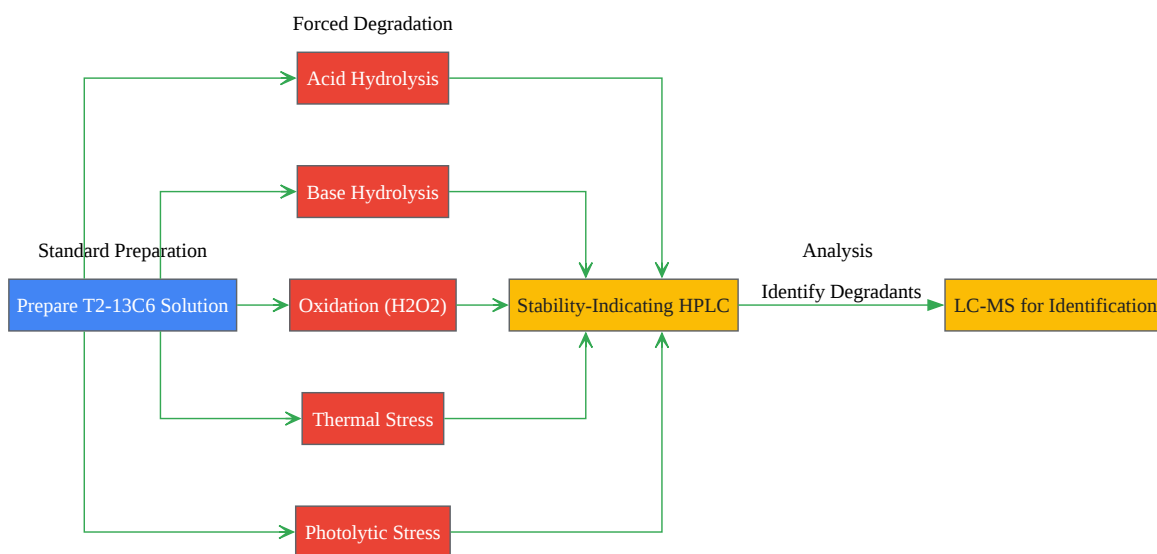 Forced Degradation
Acid Hydrolysis
Base Hydrolysis
Standard Preparation
Analysis
Prepare T2-13C6 Solution
Oxidation (H2O2)
Stability-Indicating HPLC
Identify Degradants
LC-MS for Identification
Thermal Stress
Photolytic Stress